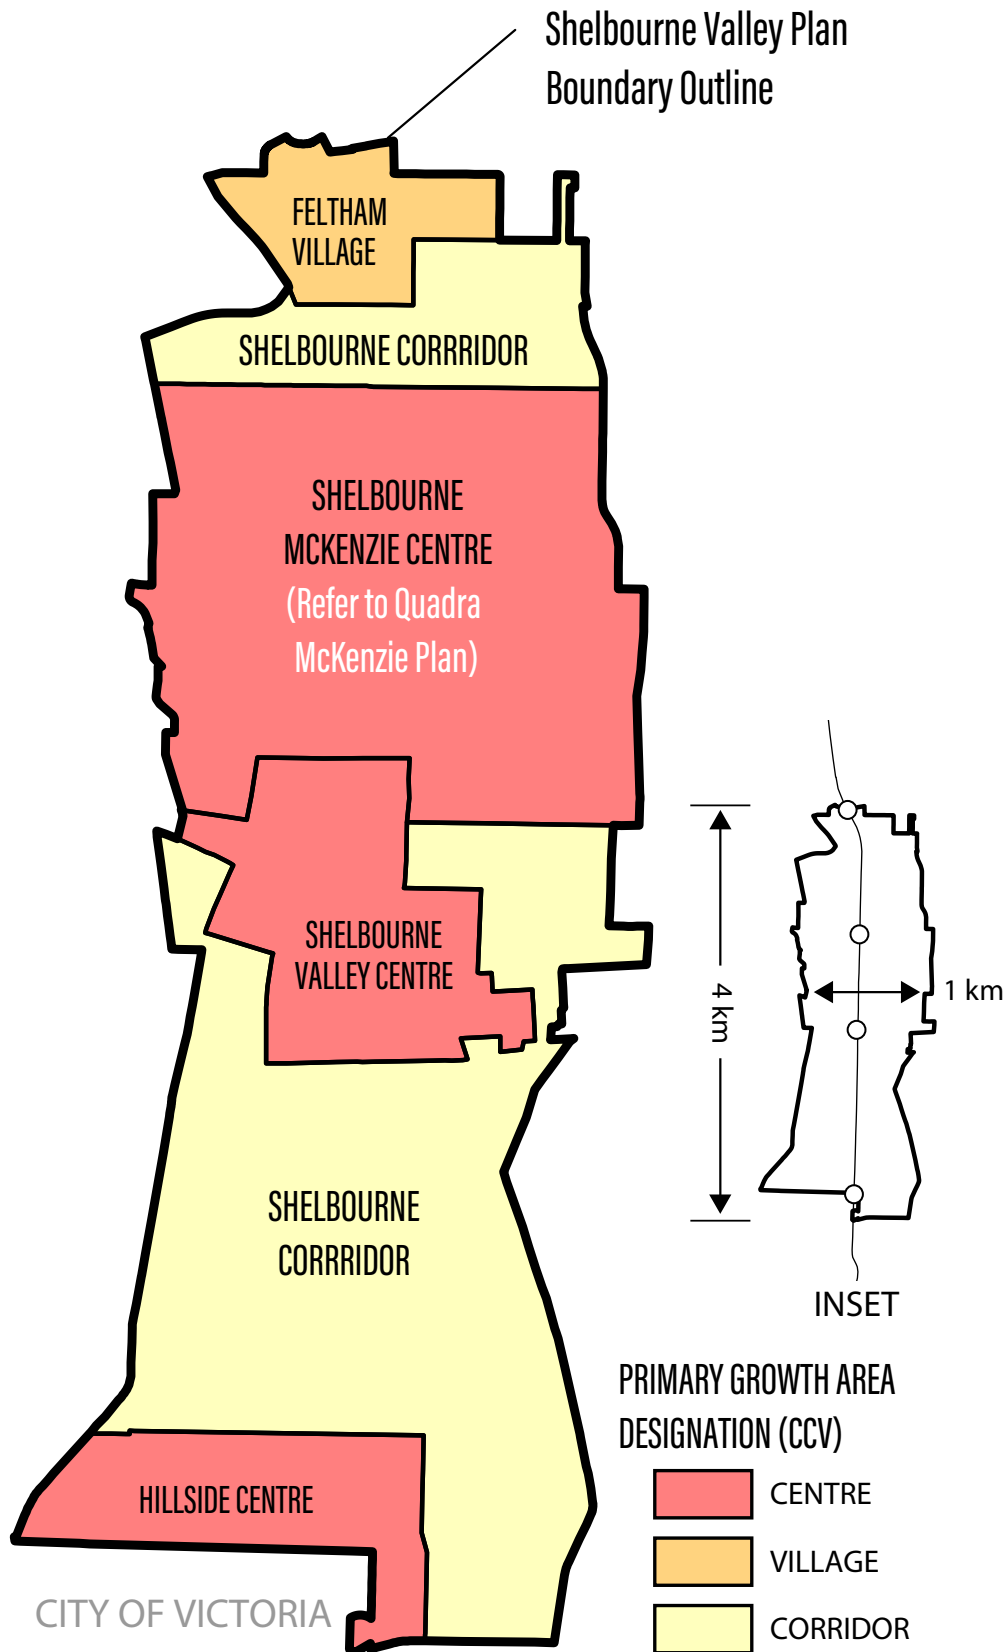 Shelbourne Valley Plan
Boundary Outline
FELTHAM
VILLAGE
SHELBOURNE CORRRIDOR
SHELBOURNE
MCKENZIE CENTRE
(Refer to Quadra
McKenzie Plan)
SHELBOURNE
VALLEY CENTRE
4 km
1 km
SHELBOURNE
CORRRIDOR
INSET
PRIMARY GROWTH AREA
DESIGNATION (CCV)
CENTRE
VILLAGE
CORRIDOR
HILLSIDE CENTRE
CITY OF VICTORIA